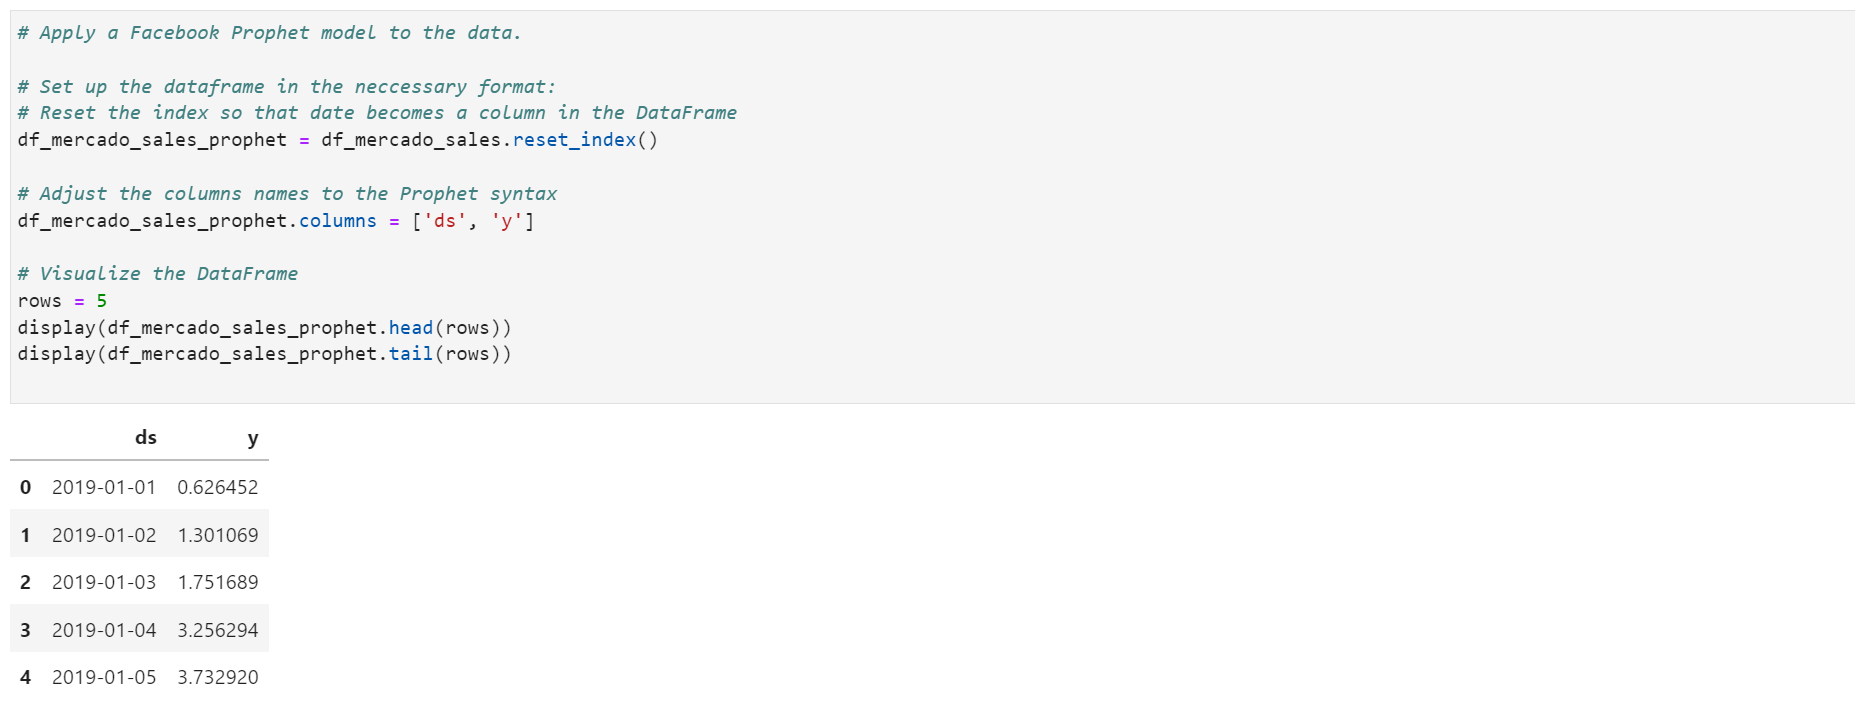 # Apply a Facebook Prophet model to the data.
# Set up the dataframe in the neccessary format:
# Reset the index so that date becomes a column in the DataFrame
df_mercado_sales_prophet = df_mercado_sales.reset_index()
# Adjust the columns names to the Prophet syntax
df_mercado_sales_prophet.columns = ['ds', 'y']
# Visualize the DataFrame
rows = 5
display(df_mercado_sales_prophet.head(rows))
display(df_mercado_sales_prophet.tail(rows))
ds y
0 2019-01-01 0.626452
1 2019-01-02 1.301069
2 2019-01-03 1.751689
3 2019-01-04 3.256294
4 2019-01-05 3.732920